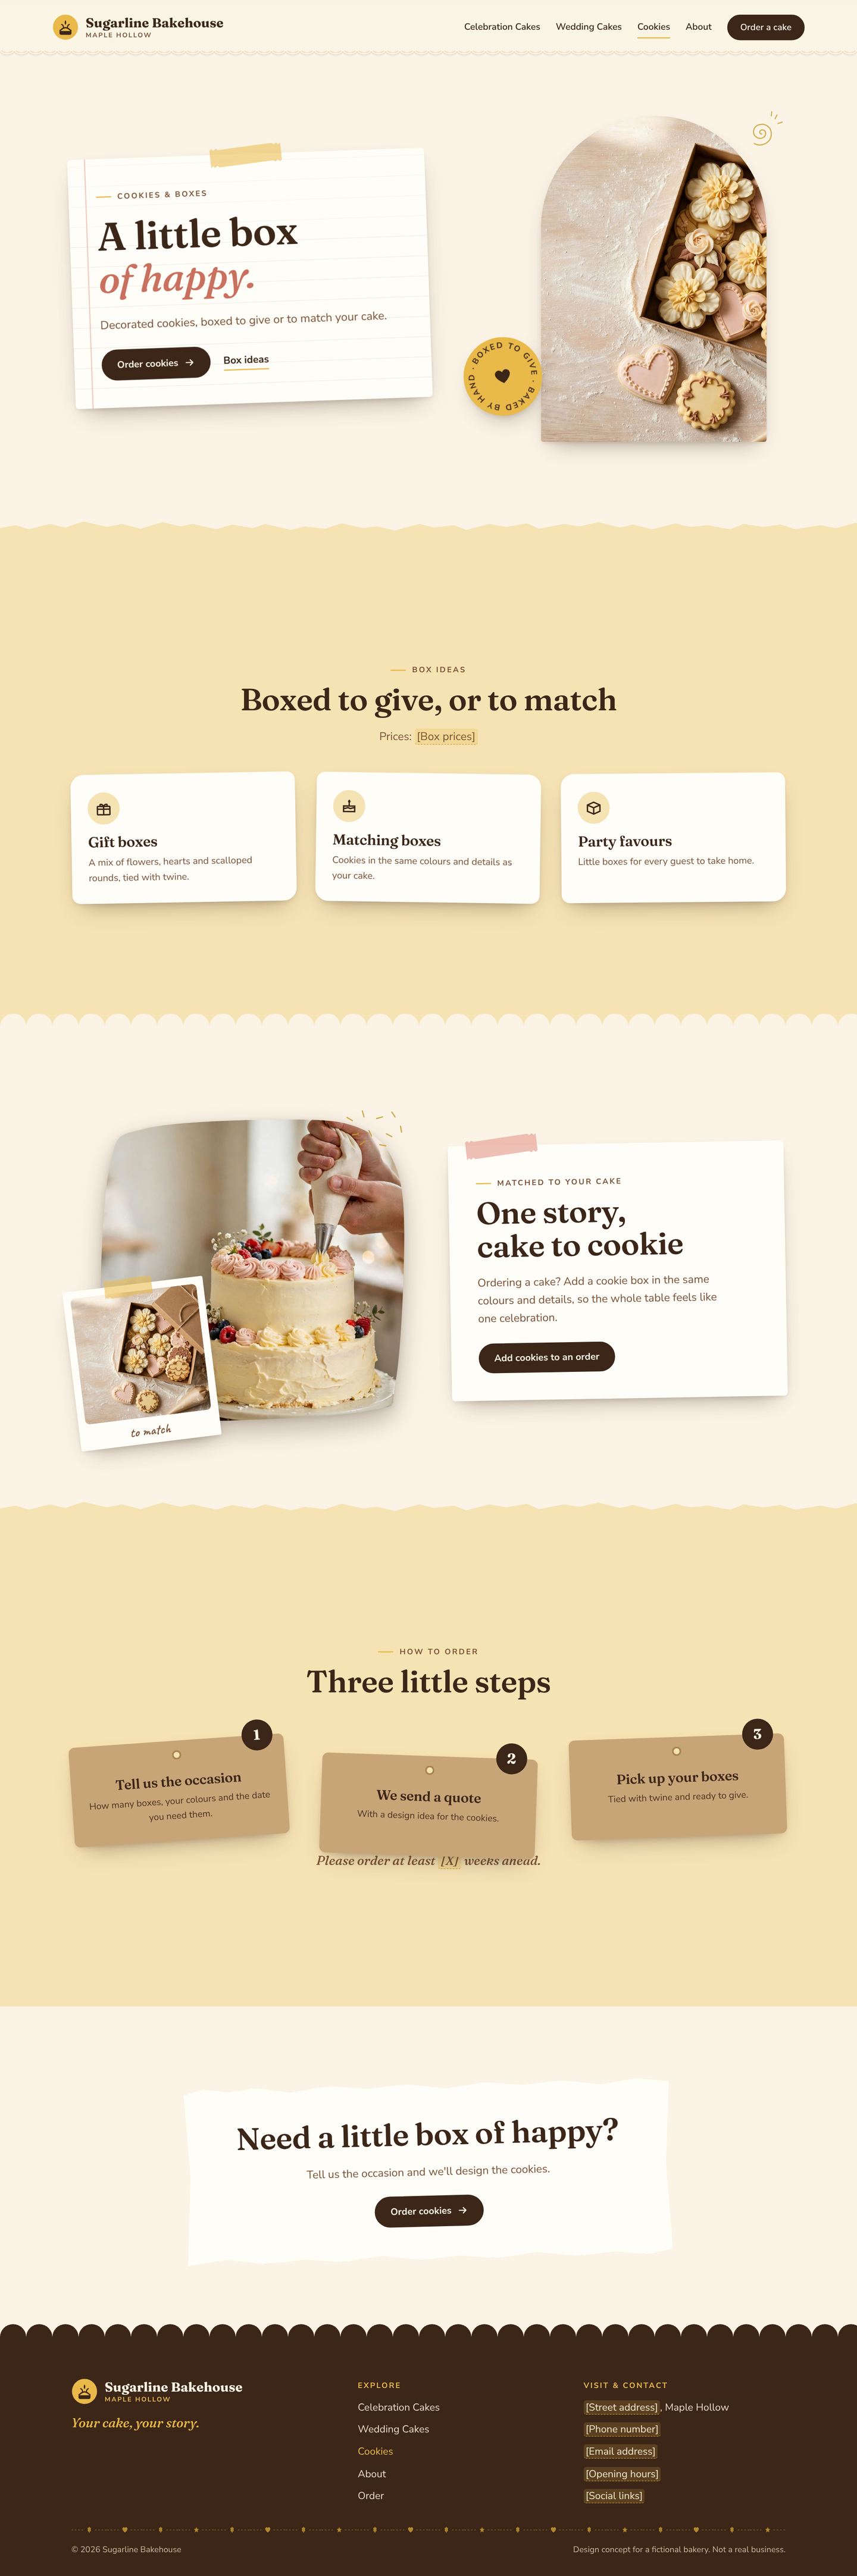 Sugarline Bakehouse
MAPLE HOLLOW
Celebration Cakes
Wedding Cakes
Cookies
About
Order a cake
COOKIES & BOXES
A little box
of happy.
Decorated cookies, boxed to give or to match your cake.
Order cookies →
Box ideas
BOXED TO GIVE · BAKED BY HAND ·
BOX IDEAS
Boxed to give, or to match
Prices: [Box prices]
Gift boxes
A mix of flowers, hearts and scalloped
rounds, tied with twine.
Matching boxes
Cookies in the same colours and details as
your cake.
Party favours
Little boxes for every guest to take home.
to match
MATCHED TO YOUR CAKE
One story,
cake to cookie
Ordering a cake? Add a cookie box in the same
colours and details, so the whole table feels like
one celebration.
Add cookies to an order
HOW TO ORDER
Three little steps
1
Tell us the occasion
How many boxes, your colours and the date
you need them.
2
We send a quote
With a design idea for the cookies.
3
Pick up your boxes
Tied with twine and ready to give.
Please order at least [X] weeks ahead.
Need a little box of happy?
Tell us the occasion and we'll design the cookies.
Order cookies →
Sugarline Bakehouse
MAPLE HOLLOW
Your cake, your story.
EXPLORE
Celebration Cakes
Wedding Cakes
Cookies
About
Order
VISIT & CONTACT
[Street address], Maple Hollow
[Phone number]
[Email address]
[Opening hours]
[Social links]
© 2026 Sugarline Bakehouse
Design concept for a fictional bakery. Not a real business.